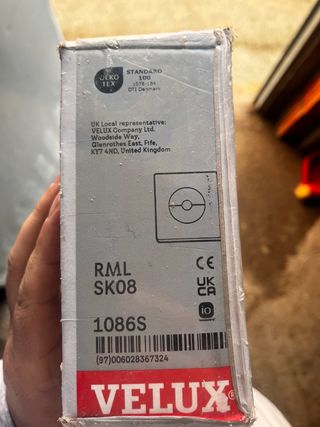 OEKO
TEX
STANDARD
100
DTI Denmark
UK Local representative:
VELUX Company Ltd.
Woodside Way,
Glenrothes East, Fife,
KY7 4ND, United Kingdom
RML
SK08
CE
UK
CA
io
1086S
(97)006028367324
VELUX®